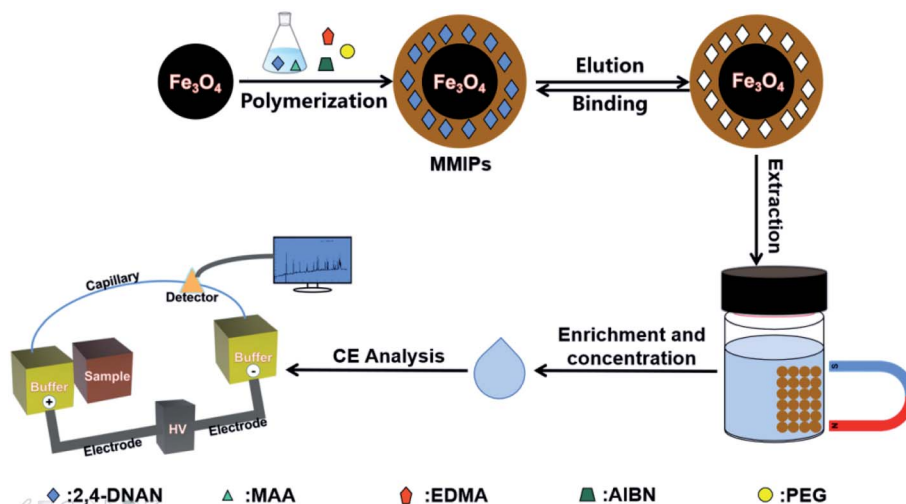 Fe₃O₄
Polymerization
Fe₃O₄
MMIPs
Elution
Binding
Fe₃O₄
Extraction
S
N
Enrichment and
concentration
CE Analysis
Capillary
Detector
Buffer
+
Sample
Buffer
-
HV
Electrode
Electrode
:2,4-DNAN :MAA :EDMA :AIBN :PEG